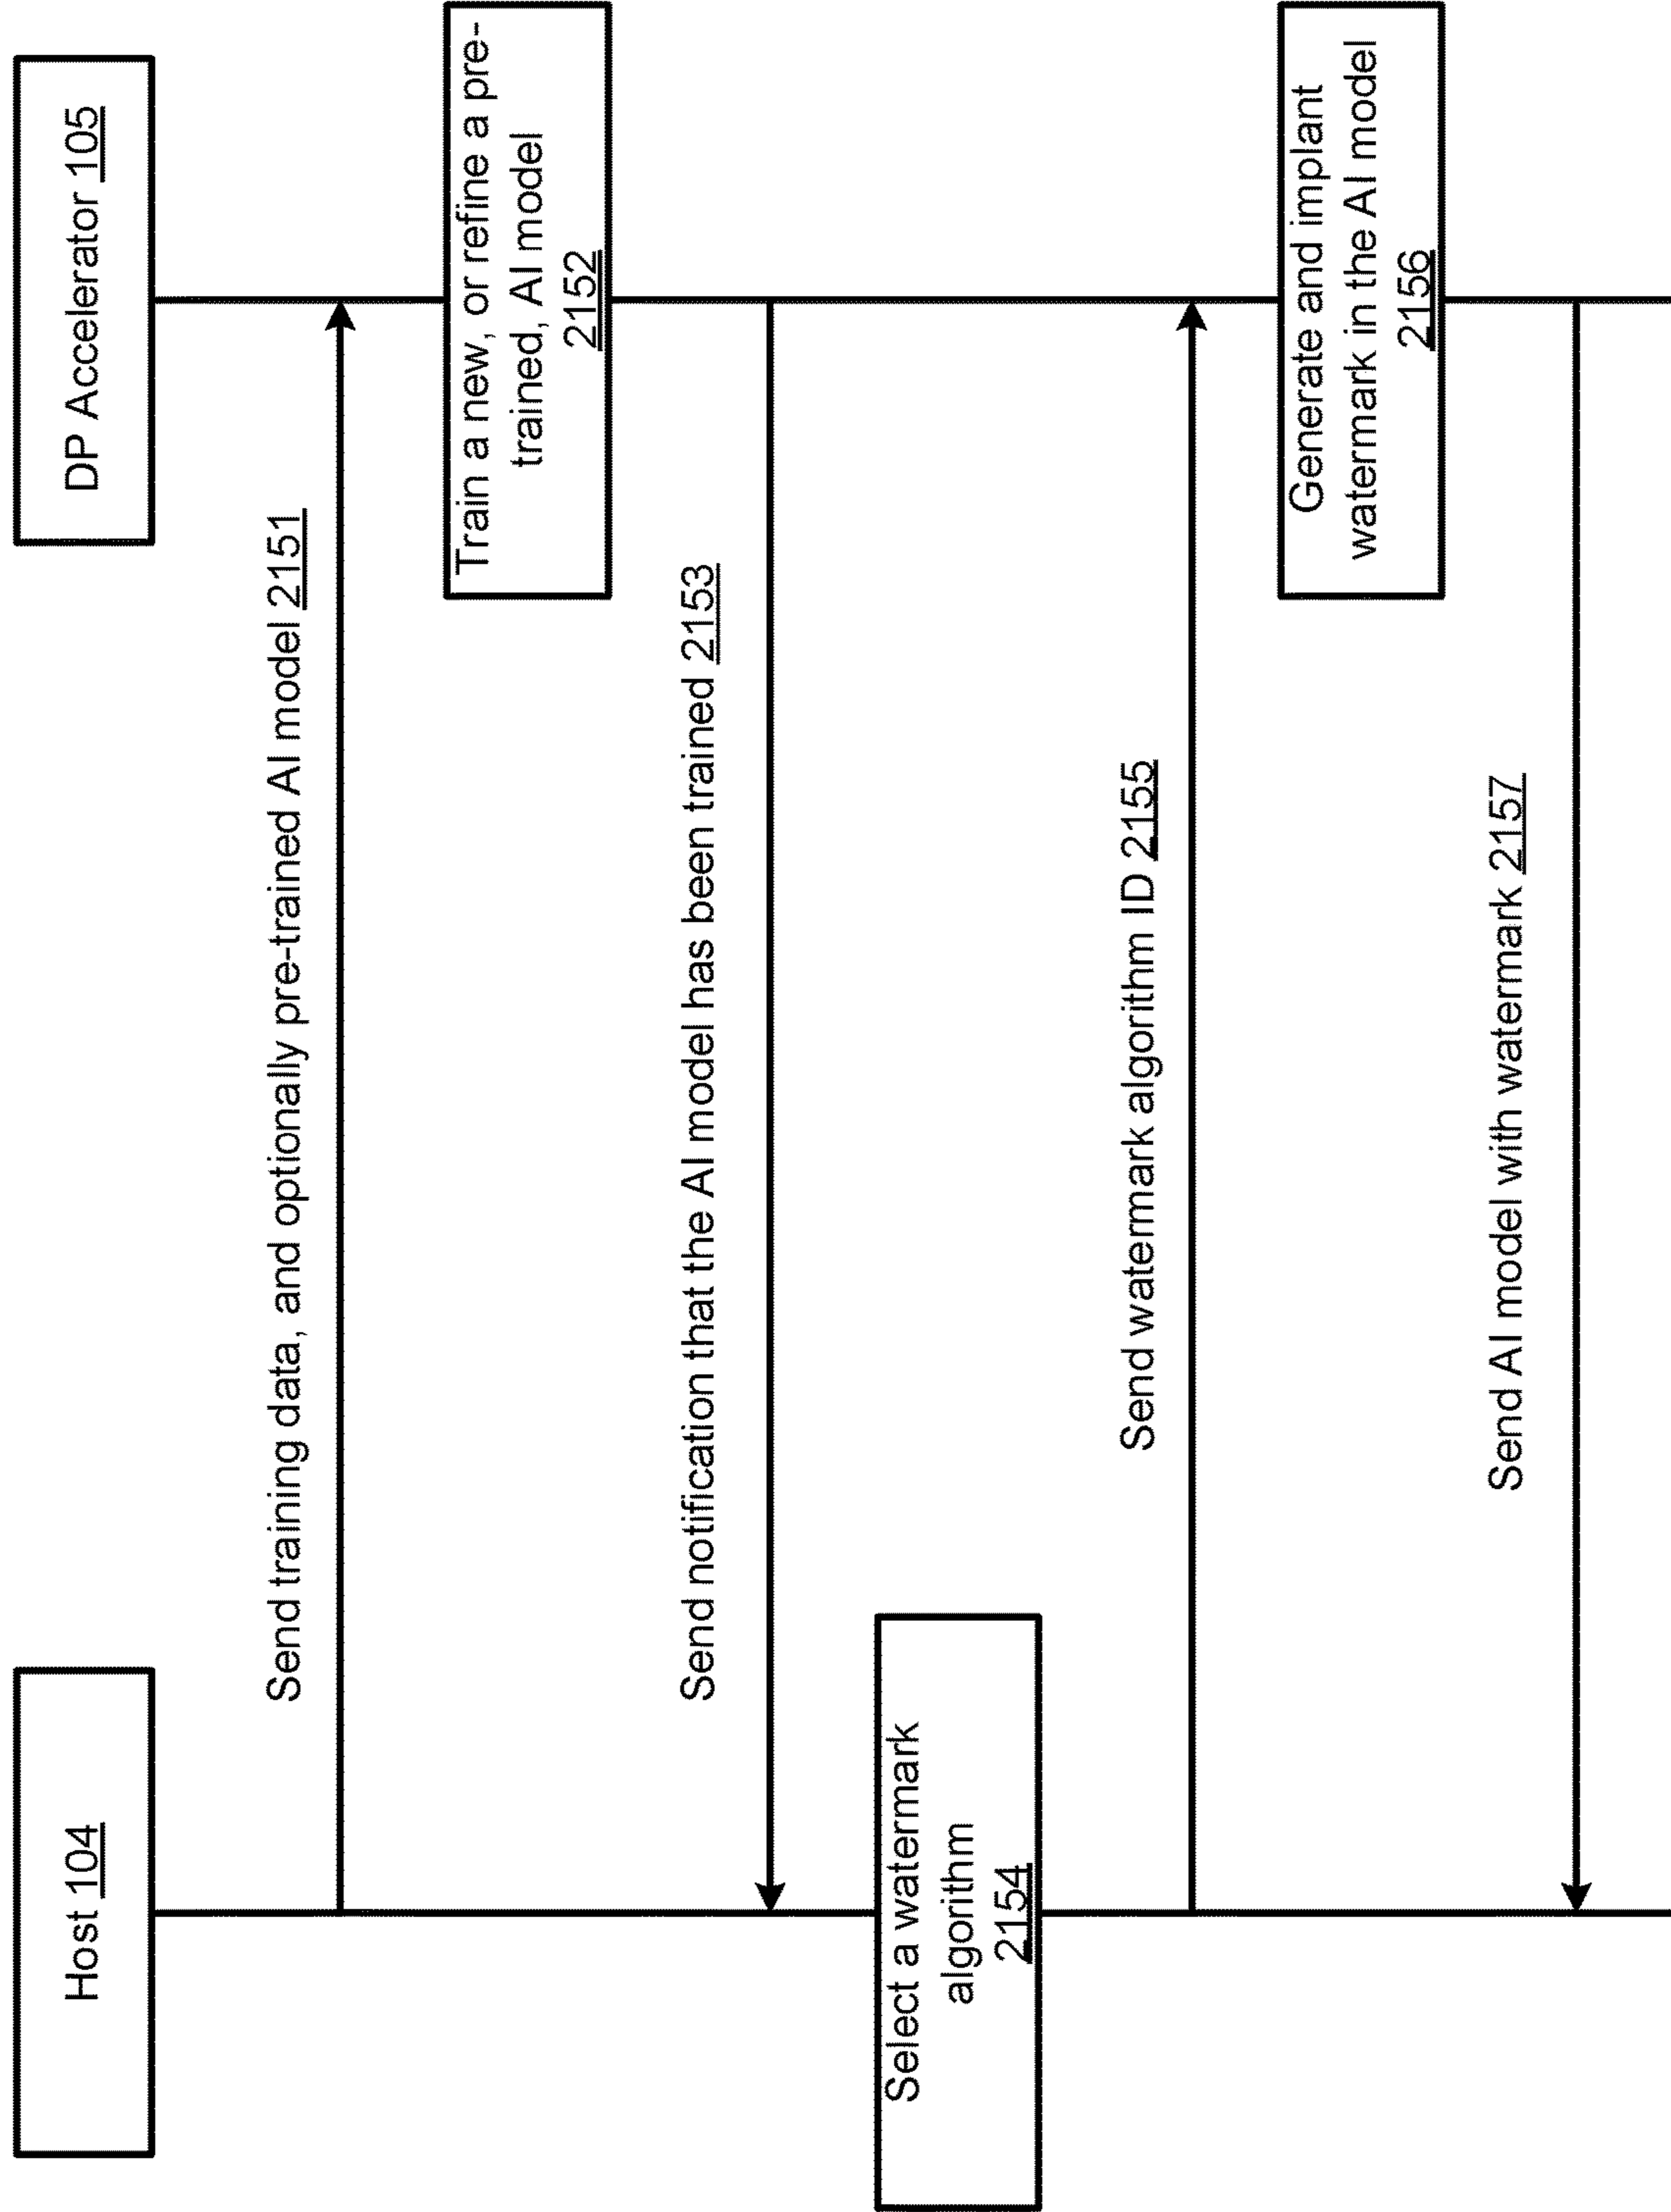 Host 104
DP Accelerator 105
Send training data, and optionally pre-trained AI model 2151
Train a new, or refine a pre-
trained, AI model
2152
Send notification that the AI model has been trained 2153
Select a watermark
algorithm
2154
Send watermark algorithm ID 2155
Generate and implant
watermark in the AI model
2156
Send AI model with watermark 2157